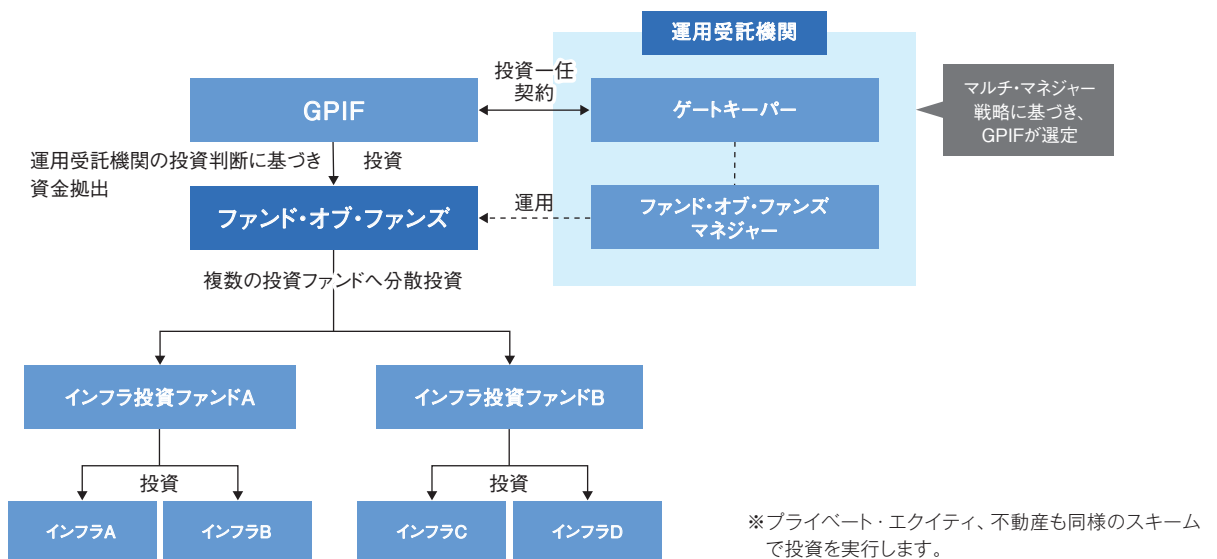 運用受託機関
投資一任
契約
GPIF
ゲートキーパー
マルチ・マネジャー
戦略に基づき、
GPIFが選定
運用受託機関の投資判断に基づき
資金拠出
投資
ファンド・オブ・ファンズ
運用
ファンド・オブ・ファンズ
マネジャー
複数の投資ファンドへ分散投資
インフラ投資ファンドA
インフラ投資ファンドB
投資
投資
インフラA
インフラB
インフラC
インフラD
※プライベート・エクイティ、不動産も同様のスキーム
で投資を実行します。